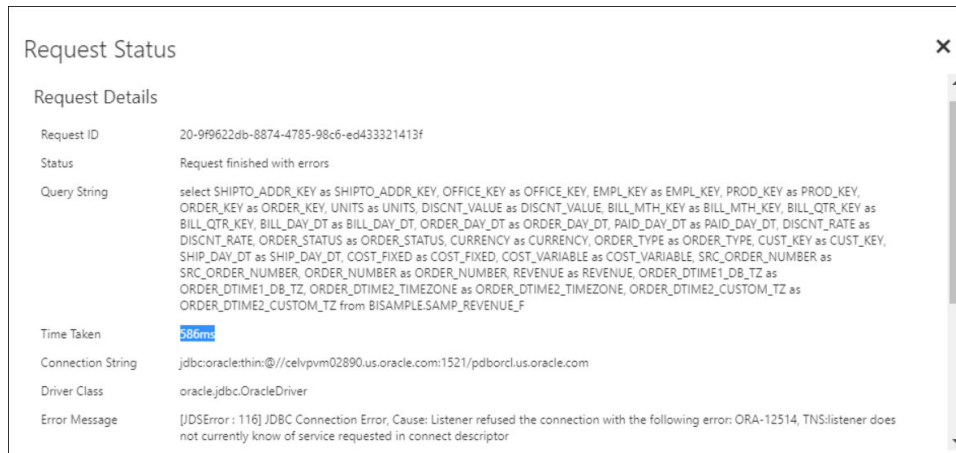 Request Status
Request Details
Request ID 20-9f9622db-8874-4785-98c6-ed433321413f
Status Request finished with errors
Query String select SHIPTO_ADDR_KEY as SHIPTO_ADDR_KEY, OFFICE_KEY as OFFICE_KEY, EMPL_KEY as EMPL_KEY, PROD_KEY as PROD_KEY,
ORDER_KEY as ORDER_KEY, UNITS as UNITS, DISCNT_VALUE as DISCNT_VALUE, BILL_MTH_KEY as BILL_MTH_KEY, BILL_QTR_KEY as
BILL_QTR_KEY, BILL_DAY_DT as BILL_DAY_DT, ORDER_DAY_DT as ORDER_DAY_DT, PAID_DAY_DT as PAID_DAY_DT, DISCNT_RATE as
DISCNT_RATE, ORDER_STATUS as ORDER_STATUS, CURRENCY as CURRENCY, ORDER_TYPE as ORDER_TYPE, CUST_KEY as CUST_KEY,
SHIP_DAY_DT as SHIP_DAY_DT, COST_FIXED as COST_FIXED, COST_VARIABLE as COST_VARIABLE, SRC_ORDER_NUMBER as
SRC_ORDER_NUMBER, ORDER_NUMBER as ORDER_NUMBER, REVENUE as REVENUE, ORDER_DTIME1_DB_TZ as
ORDER_DTIME1_DB_TZ, ORDER_DTIME2_TIMEZONE as ORDER_DTIME2_TIMEZONE, ORDER_DTIME2_CUSTOM_TZ as
ORDER_DTIME2_CUSTOM_TZ from BISAMPLE.SAMP_REVENUE_F
Time Taken 586ms
Connection String jdbc:oracle:thin:@//celvpvm02890.us.oracle.com:1521/pdborcl.us.oracle.com
Driver Class oracle.jdbc.OracleDriver
Error Message [JDSError : 116] JDBC Connection Error, Cause: Listener refused the connection with the following error: ORA-12514, TNS:listener does
not currently know of service requested in connect descriptor